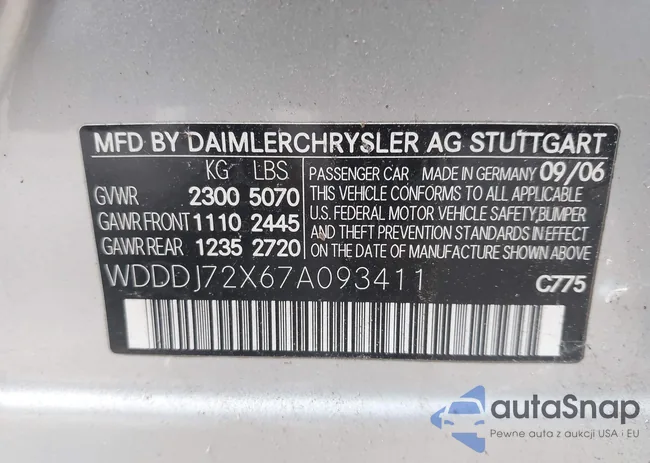 MFD BY DAIMLERCHRYSLER AG STUTTGART
KG LBS
GVWR 2300 5070
GAWR FRONT 1110 2445
GAWR REAR 1235 2720
PASSENGER CAR MADE IN GERMANY 09/06
THIS VEHICLE CONFORMS TO ALL APPLICABLE
U.S. FEDERAL MOTOR VEHICLE SAFETY,BUMPER
AND THEFT PREVENTION STANDARDS IN EFFECT
ON THE DATE OF MANUFACTURE SHOWN ABOVE
WDDDJ72X67A093411
C775
autaSnap
Pewne auta z aukcji USA i EU